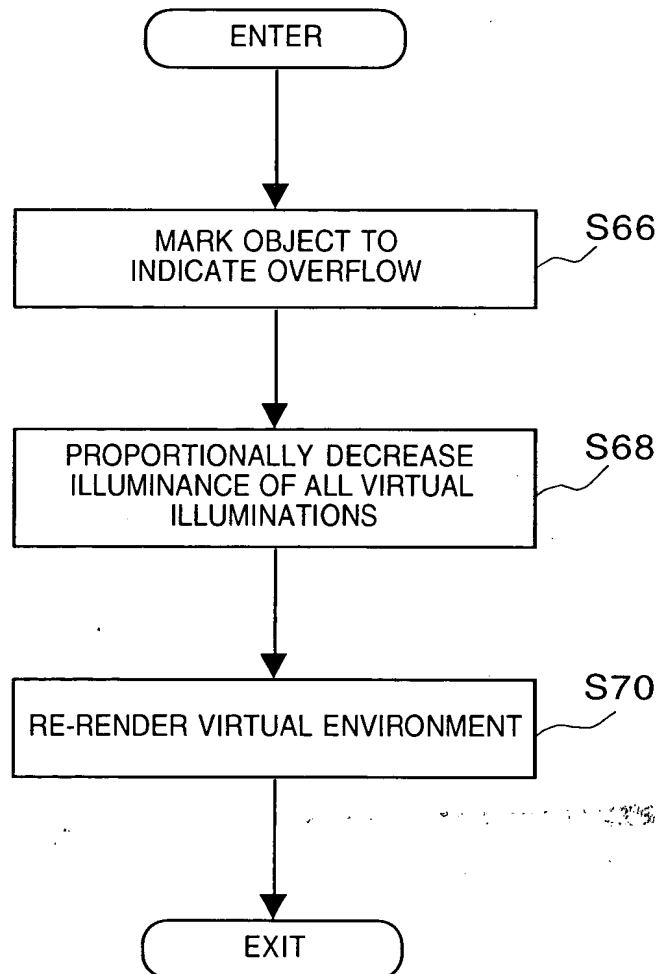 ENTER
MARK OBJECT TO
INDICATE OVERFLOW
S66
PROPORTIONALLY DECREASE
ILLUMINANCE OF ALL VIRTUAL
ILLUMINATIONS
S68
RE-RENDER VIRTUAL ENVIRONMENT
S70
EXIT